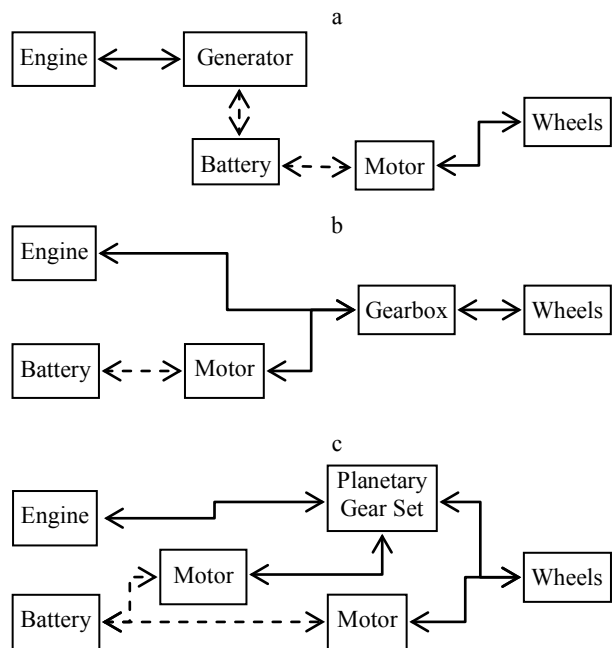 a
Engine
Generator
Wheels
Battery
Motor
b
Engine
Gearbox
Wheels
Battery
Motor
c
Planetary
Gear Set
Engine
Motor
Wheels
Battery
Motor